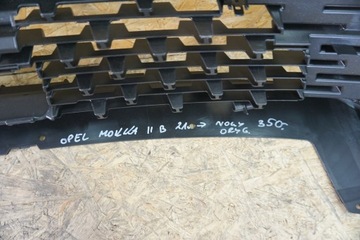 OPEL MOKKA II B 21 → NOWY 350,-
ORYG